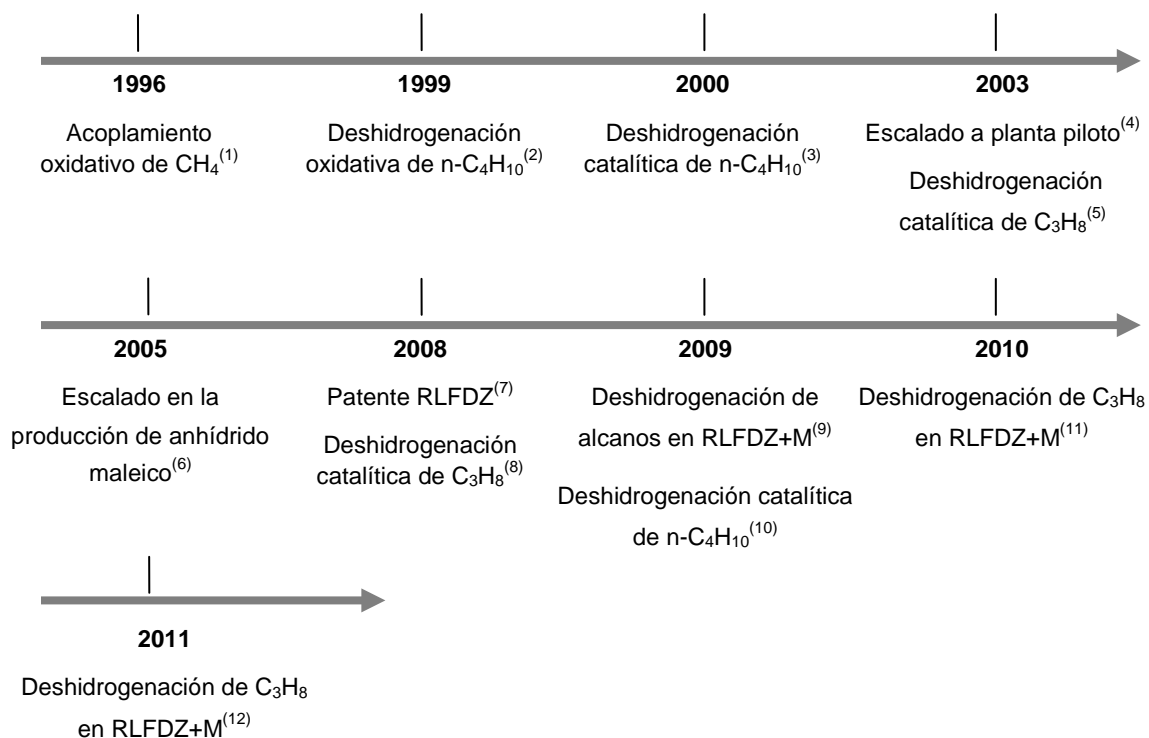 1996
Acoplamiento
oxidativo de CH₄⁽¹⁾
1999
Deshidrogenación
oxidativa de n-C₄H₁₀⁽²⁾
2000
Deshidrogenación
catalítica de n-C₄H₁₀⁽³⁾
2003
Escalado a planta piloto⁽⁴⁾
Deshidrogenación
catalítica de C₃H₈⁽⁵⁾
2005
Escalado en la
producción de anhídrido
maleico⁽⁶⁾
2008
Patente RLFDZ⁽⁷⁾
Deshidrogenación
catalítica de C₃H₈⁽⁸⁾
2009
Deshidrogenación de
alcanos en RLFDZ+M⁽⁹⁾
Deshidrogenación catalítica
de n-C₄H₁₀⁽¹⁰⁾
2010
Deshidrogenación de C₃H₈
en RLFDZ+M⁽¹¹⁾
2011
Deshidrogenación de C₃H₈
en RLFDZ+M⁽¹²⁾